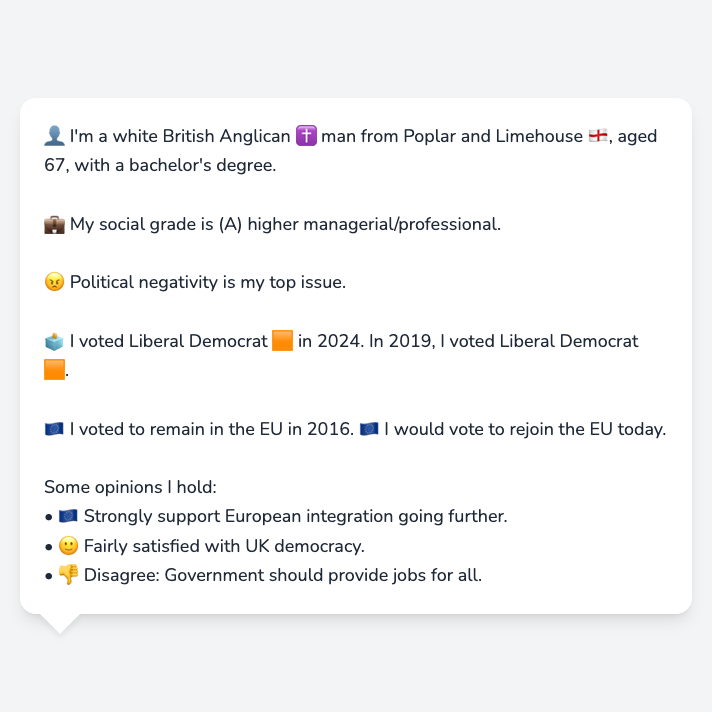 👤 I'm a white British Anglican ✝️ man from Poplar and Limehouse 🏴󠁧󠁢󠁥󠁮󠁧󠁿, aged
67, with a bachelor's degree.
💼 My social grade is (A) higher managerial/professional.
😠 Political negativity is my top issue.
🗳️ I voted Liberal Democrat 🟧 in 2024. In 2019, I voted Liberal Democrat
🟧.
🇪🇺 I voted to remain in the EU in 2016. 🇪🇺 I would vote to rejoin the EU today.
Some opinions I hold:
• 🇪🇺 Strongly support European integration going further.
• 🙂 Fairly satisfied with UK democracy.
• 👎 Disagree: Government should provide jobs for all.